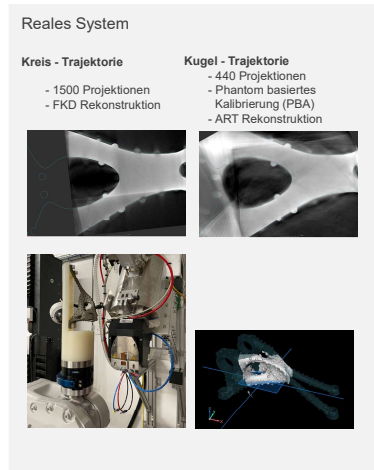 Reales System
Kreis - Trajektorie
- 1500 Projektionen
- FKD Rekonstruktion
Kugel - Trajektorie
- 440 Projektionen
- Phantom basiertes
Kalibrierung (PBA)
- ART Rekonstruktion